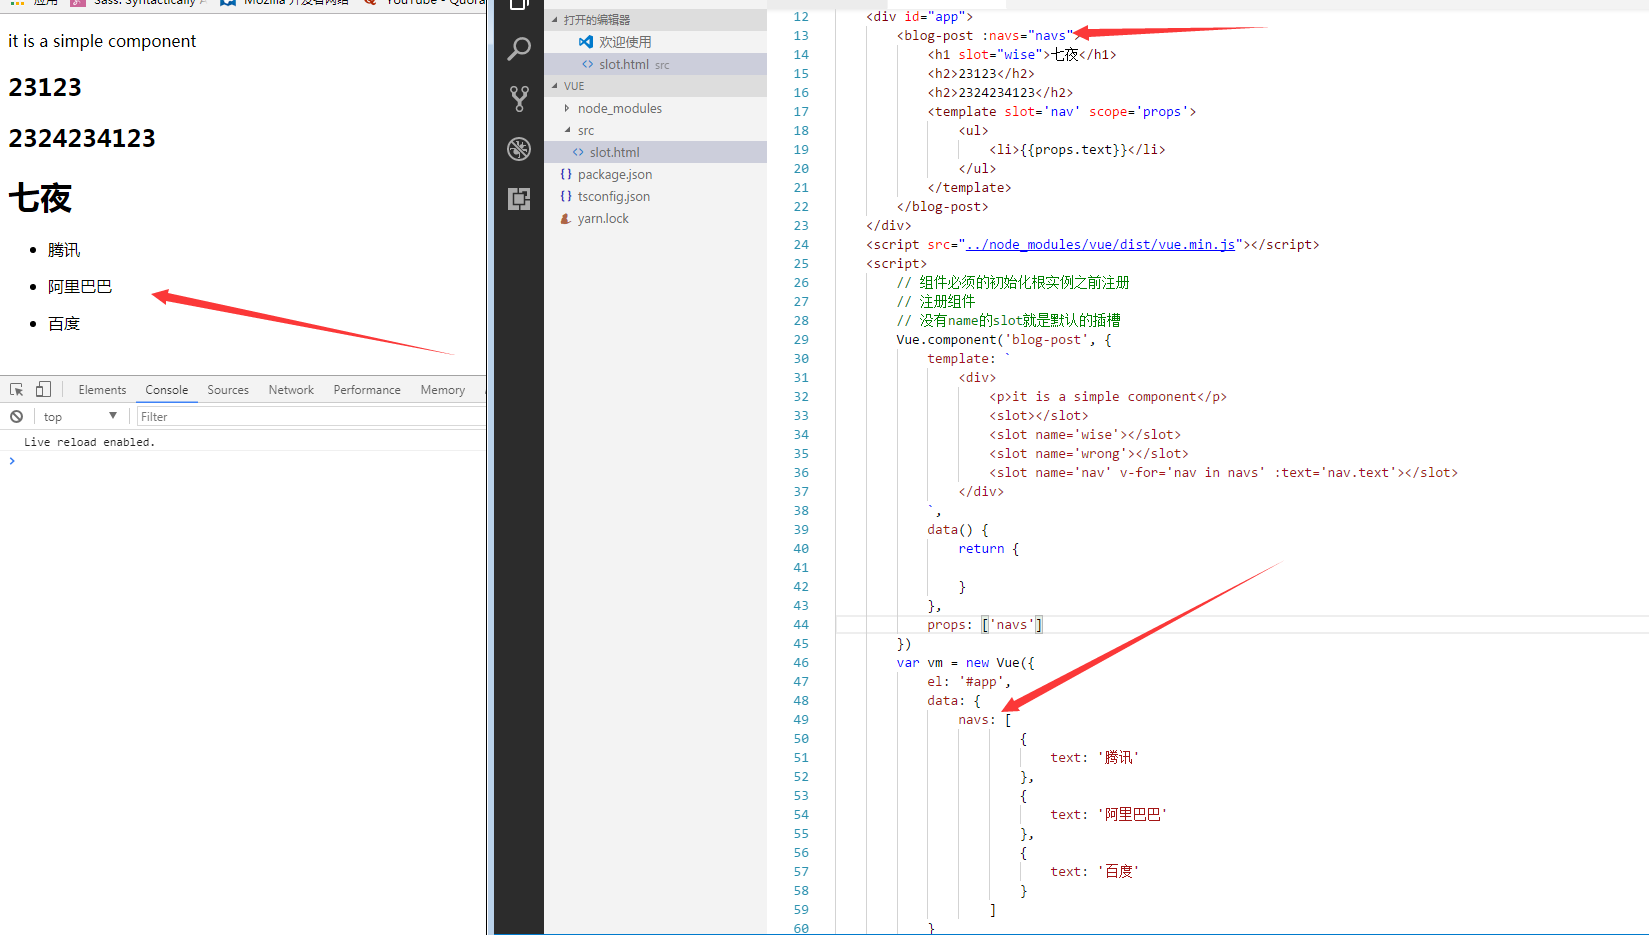 应用
Sass: Syntactically
Mozilla 开发者网络
YouTube - Quora
it is a simple component
23123
2324234123
七夜
腾讯
阿里巴巴
百度
Elements Console Sources Network Performance Memory
top Filter
Live reload enabled.
打开的编辑器
欢迎使用
slot.html src
VUE
node_modules
src
slot.html
package.json
tsconfig.json
yarn.lock
12 <div id="app">
13 <blog-post :navs="navs">
14 <h1 slot="wise">七夜</h1>
15 <h2>23123</h2>
16 <h2>2324234123</h2>
17 <template slot='nav' scope='props'>
18 <ul>
19 <li>{{props.text}}</li>
20 </ul>
21 </template>
22 </blog-post>
23 </div>
24 <script src="../node_modules/vue/dist/vue.min.js"></script>
25 <script>
26 // 组件必须的初始化根实例之前注册
27 // 注册组件
28 // 没有name的slot就是默认的插槽
29 Vue.component('blog-post', {
30 template: `
31 <div>
32 <p>it is a simple component</p>
33 <slot></slot>
34 <slot name='wise'></slot>
35 <slot name='wrong'></slot>
36 <slot name='nav' v-for='nav in navs' :text='nav.text'></slot>
37 </div>
38 `,
39 data() {
40 return {
41
42 }
43 },
44 props: ['navs']
45 })
46 var vm = new Vue({
47 el: '#app',
48 data: {
49 navs: [
50 {
51 text: '腾讯'
52 },
53 {
54 text: '阿里巴巴'
55 },
56 {
57 text: '百度'
58 }
59 ]
60 }